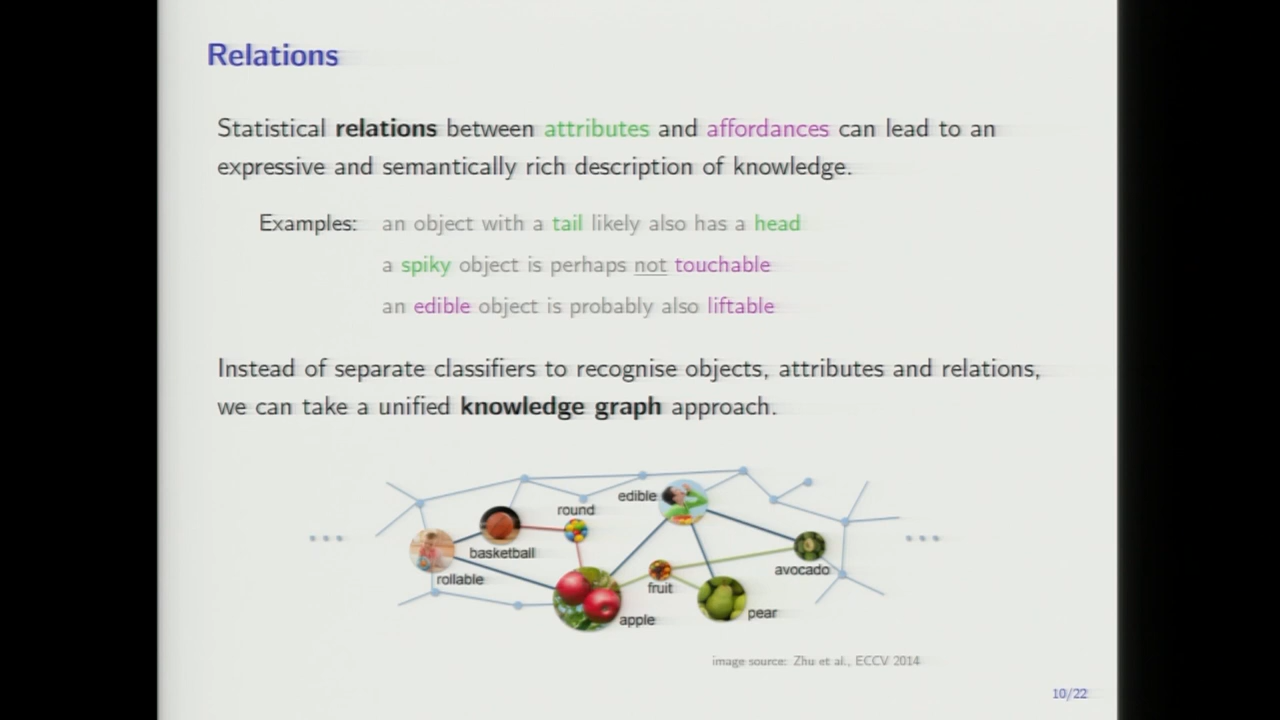 Relations
Statistical relations between attributes and affordances can lead to an
expressive and semantically rich description of knowledge.
Examples: an object with a tail likely also has a head
a spiky object is perhaps not touchable
an edible object is probably also liftable
Instead of separate classifiers to recognise objects, attributes and relations,
we can take a unified knowledge graph approach.
edible
round
basketball
rollable
fruit
avocado
apple
pear
image source: Zhu et al., ECCV 2014
10/22